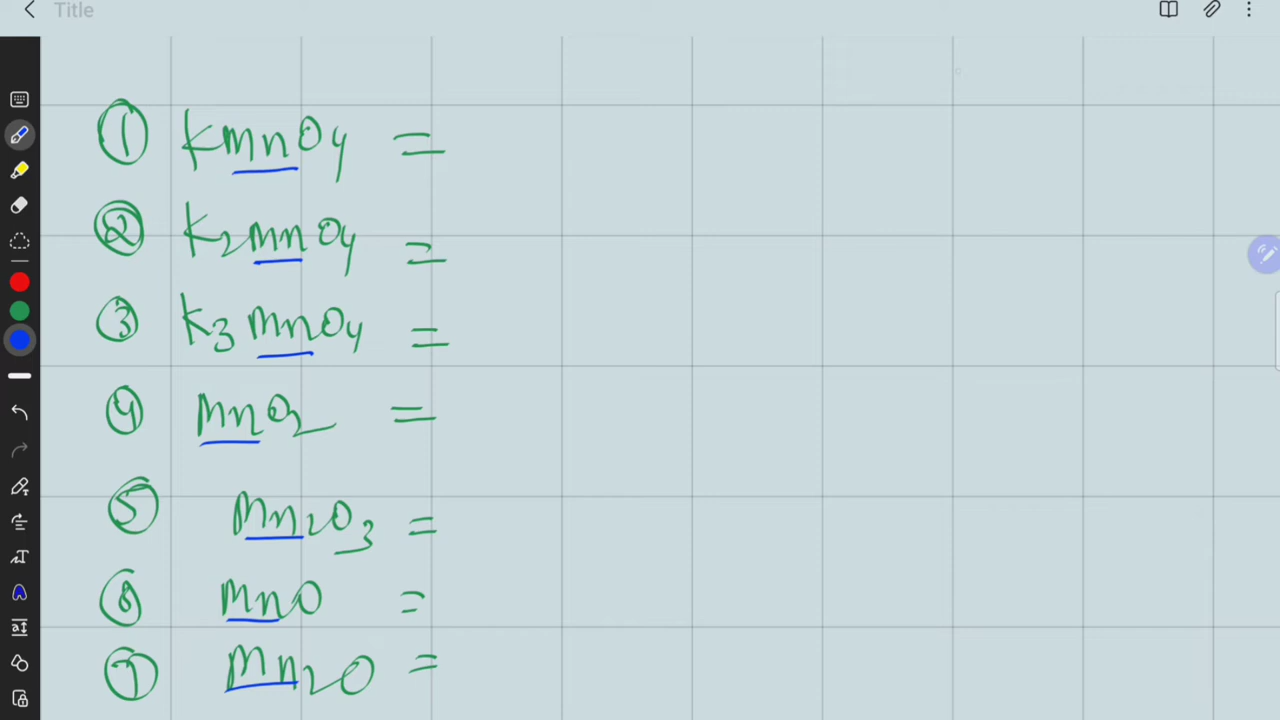 Title
① KMnO4 =
② K2MnO4 =
③ K3MnO4 =
④ MnO2 =
⑤ Mn2O3 =
⑥ MnO =
⑦ Mn2O =